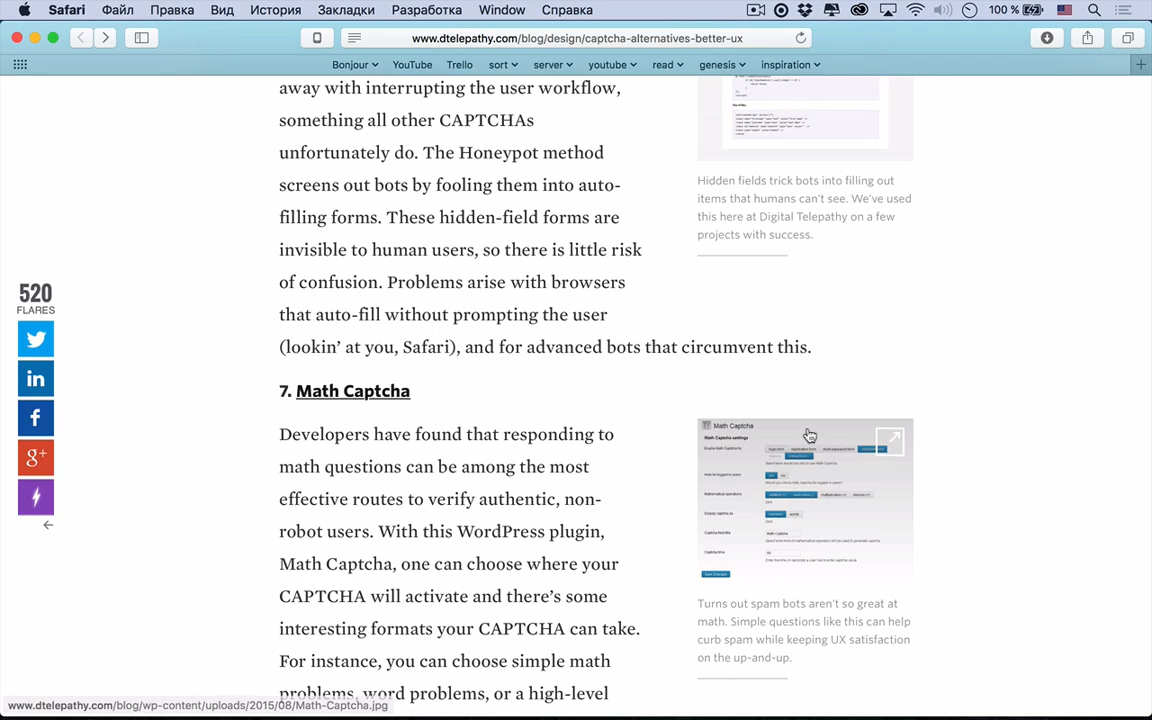 Safari Файл Правка Вид История Закладки Разработка Window Справка 100 %
www.dtelepathy.com/blog/design/captcha-alternatives-better-ux
Bonjour YouTube Trello sort server youtube read genesis inspiration
away with interrupting the user workflow,
something all other CAPTCHAs
unfortunately do. The Honeypot method
screens out bots by fooling them into auto-
filling forms. These hidden-field forms are
invisible to human users, so there is little risk
of confusion. Problems arise with browsers
that auto-fill without prompting the user
(lookin’ at you, Safari), and for advanced bots that circumvent this.
Hidden fields trick bots into filling out
items that humans can't see. We've used
this here at Digital Telepathy on a few
projects with success.
520
FLARES
in
f
g+
7. Math Captcha
Developers have found that responding to
math questions can be among the most
effective routes to verify authentic, non-
robot users. With this WordPress plugin,
Math Captcha, one can choose where your
CAPTCHA will activate and there’s some
interesting formats your CAPTCHA can take.
For instance, you can choose simple math
problems, word problems, or a high-level
Math Captcha
Math Captcha settings
Turns out spam bots aren't so great at
math. Simple questions like this can help
curb spam while keeping UX satisfaction
on the up-and-up.
www.dtelepathy.com/blog/wp-content/uploads/2015/08/Math-Captcha.jpg